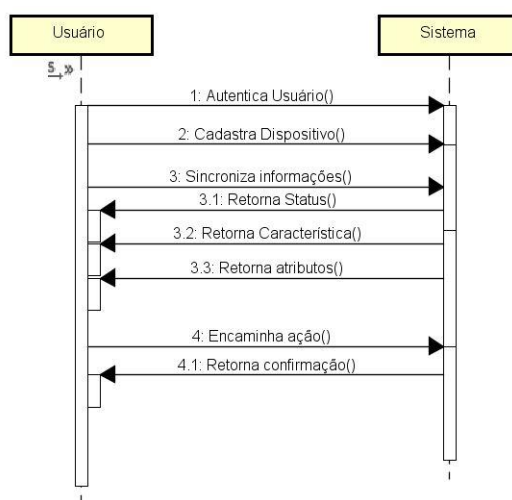 Usuário
Sistema
1: Autentica Usuário()
2: Cadastra Dispositivo()
3: Sincroniza informações()
3.1: Retorna Status()
3.2: Retorna Característica()
3.3: Retorna atributos()
4: Encaminha ação()
4.1: Retorna confirmação()